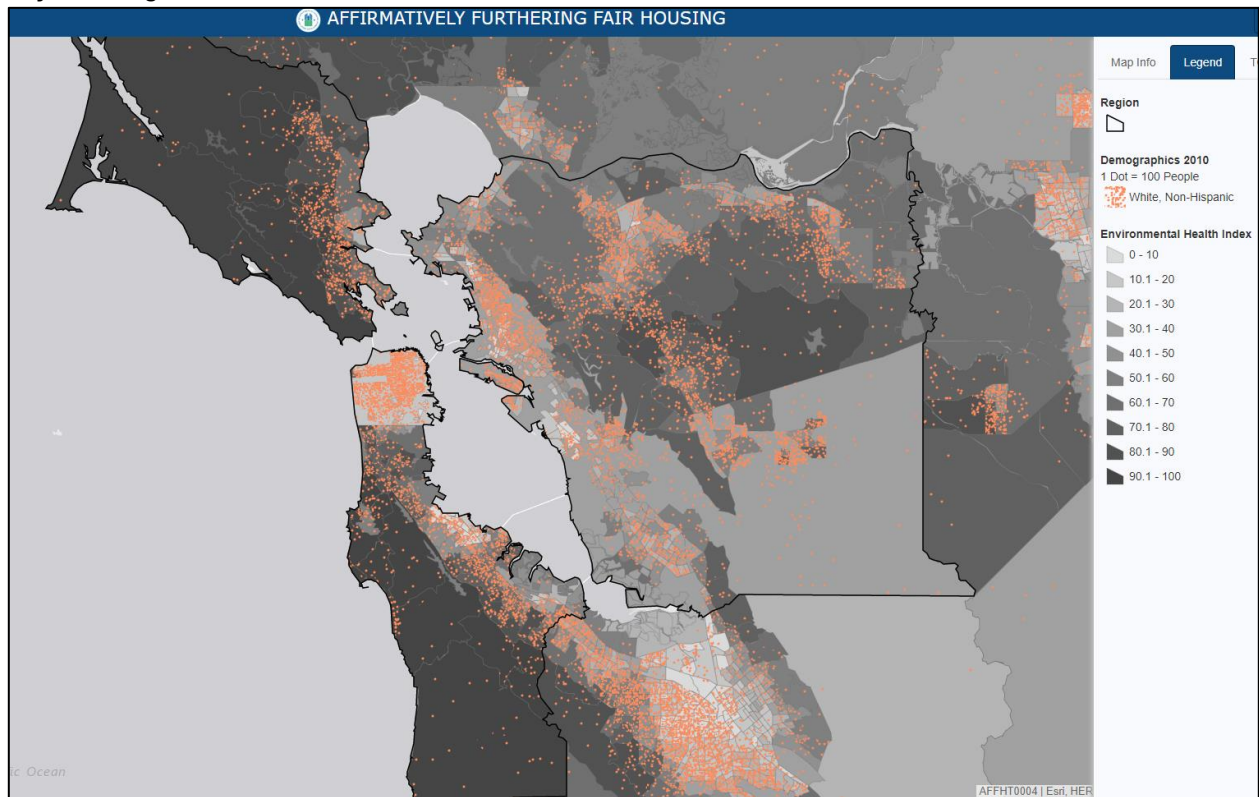 AFFIRMATIVELY FURTHERING FAIR HOUSING
Map Info Legend
Region
Demographics 2010
1 Dot = 100 People
White, Non-Hispanic
Environmental Health Index
0 - 10
10.1 - 20
20.1 - 30
30.1 - 40
40.1 - 50
50.1 - 60
60.1 - 70
70.1 - 80
80.1 - 90
90.1 - 100
ic Ocean
AFFHT0004 | Esri, HER